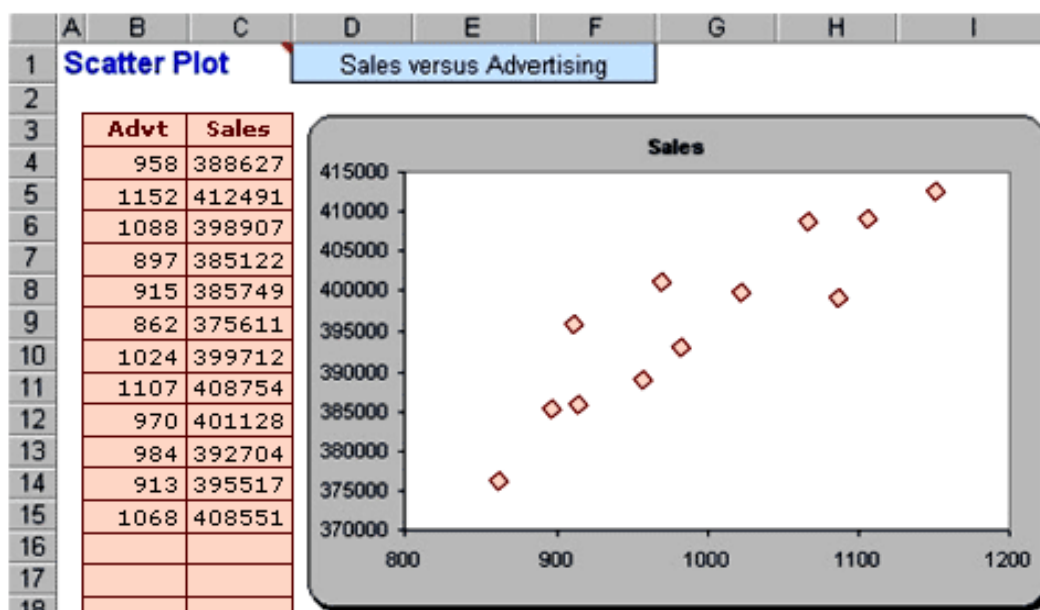 A B C D E F G H I
1 Scatter Plot Sales versus Advertising
2
3 Advt Sales
4 958 388627
5 1152 412491
6 1088 398907
7 897 385122
8 915 385749
9 862 375611
10 1024 399712
11 1107 408754
12 970 401128
13 984 392704
14 913 395517
15 1068 408551
16
17
18
Sales
415000
410000
405000
400000
395000
390000
385000
380000
375000
370000
800 900 1000 1100 1200